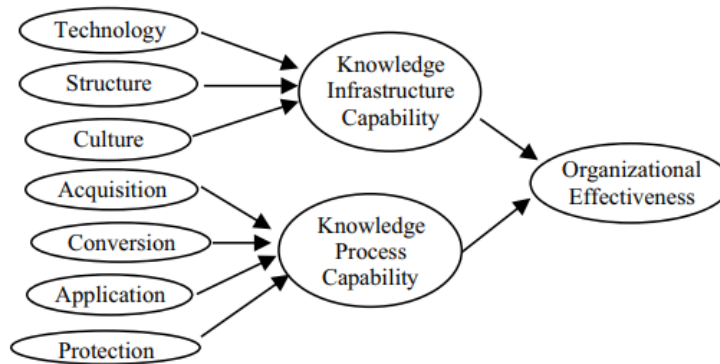 Technology
Structure
Culture
Acquisition
Conversion
Application
Protection
Knowledge
Infrastructure
Capability
Knowledge
Process
Capability
Organizational
Effectiveness